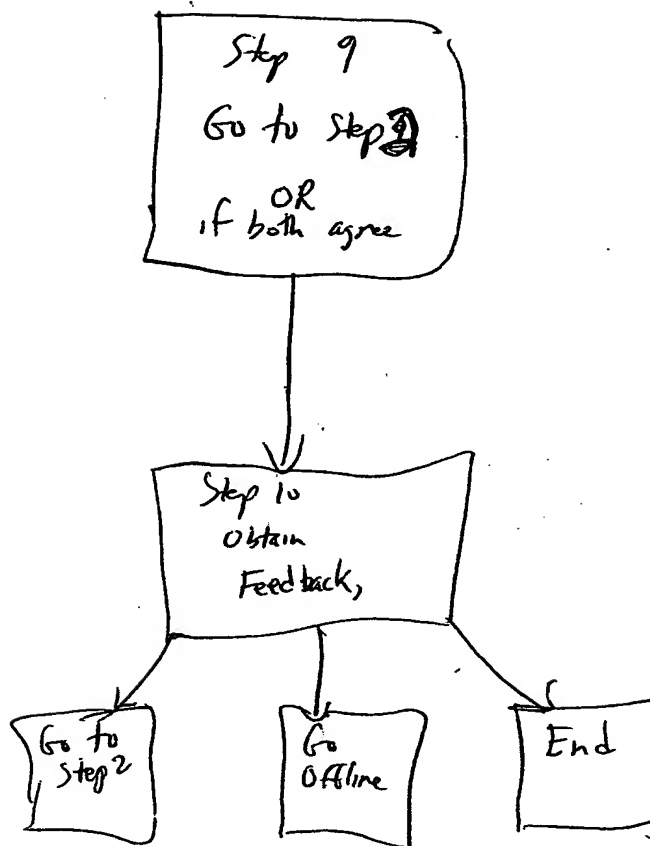 Step 9
Go to Step
OR
if both agree
Step 10
Obtain
Feedback,
Go to
Step 2
Go
Offline
End